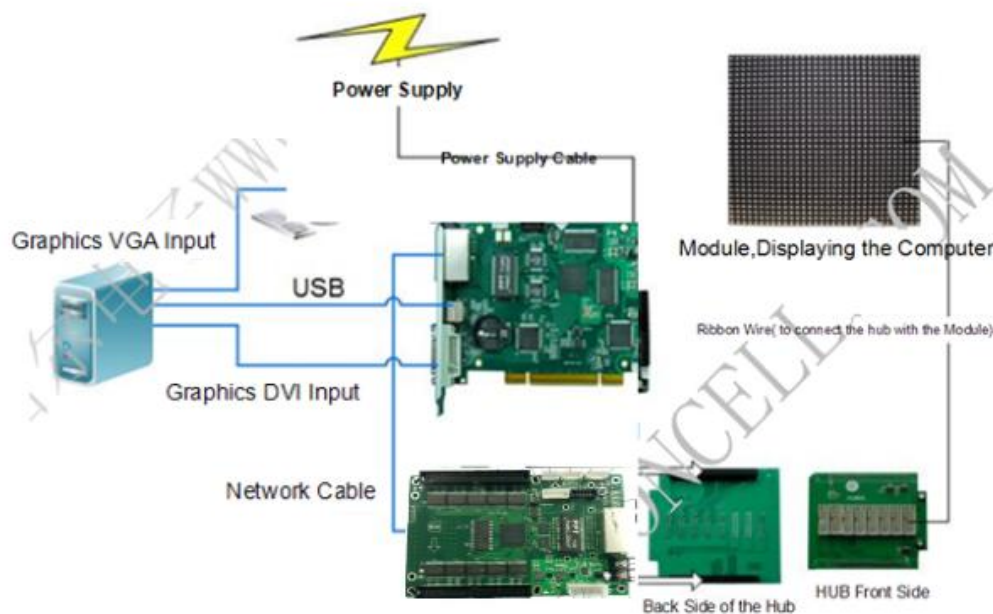 Power Supply
Power Supply Cable
Graphics VGA Input
Module,Displaying the Computer
USB
Ribbon Wire( to connect the hub with the Module)
Graphics DVI Input
Network Cable
HUB Front Side
Back Side of the Hub